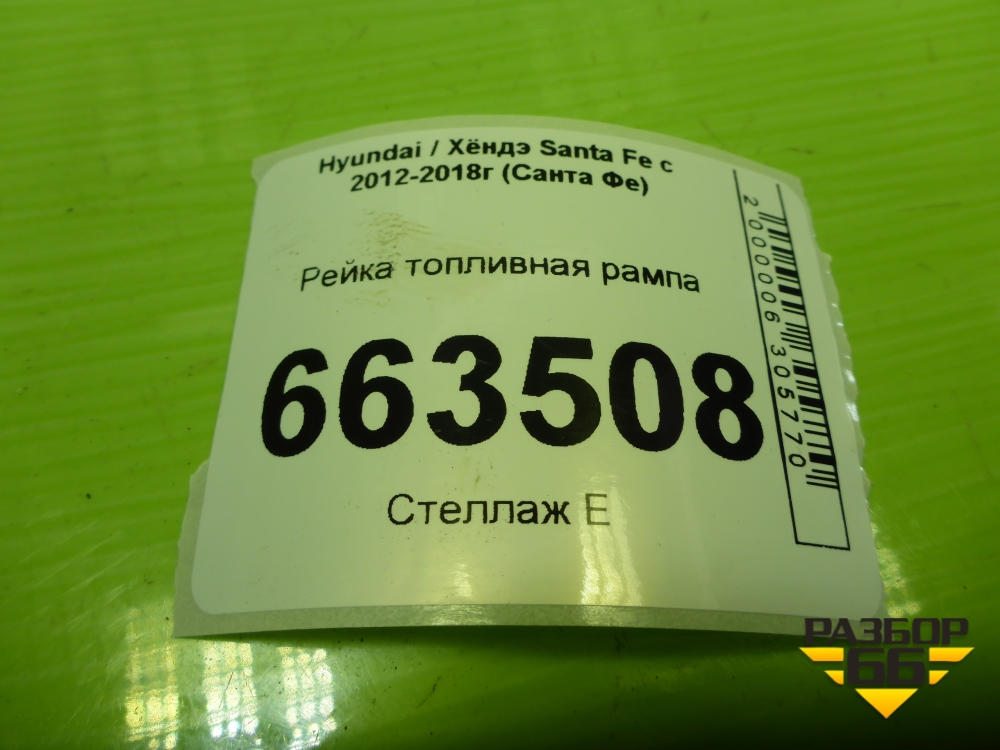 Hyundai / Хёндэ Santa Fe с
2012-2018г (Санта Фе)
Рейка топливная рампа
663508
Стеллаж Е
2000006305770
РАЗБОР
66